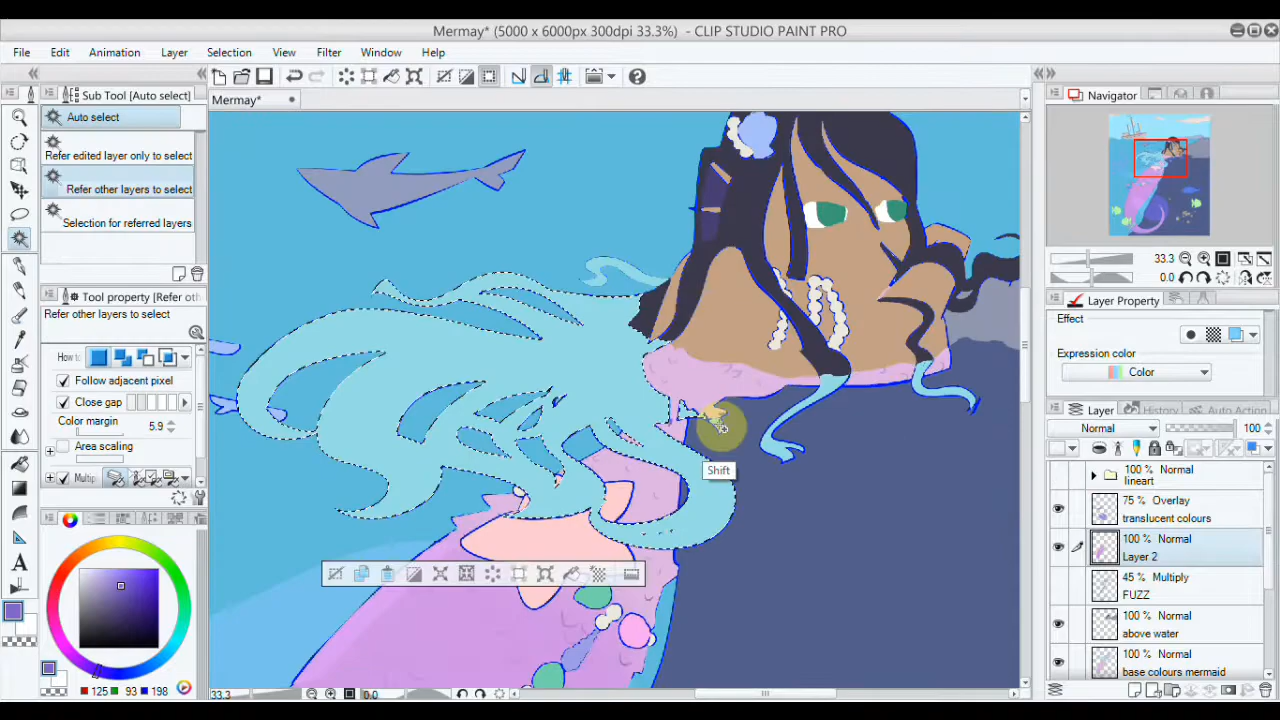 Mermay* (5000 x 6000px 300dpi 33.3%) - CLIP STUDIO PAINT PRO
File Edit Animation Layer Selection View Filter Window Help
Sub Tool [Auto select]
Auto select
Refer edited layer only to select
Refer other layers to select
Selection for referred layers
Tool property [Refer ot
Refer other layers to select
How to
Follow adjacent pixel
Close gap
Color margin
5.9
Area scaling
Multip
125 93 198
Mermay*
Shift
33.3 0.0
Navigator
33.3
0.0
Layer Property
Effect
Expression color
Color
Layer History Auto Action
Normal 100
100 % Normal
lineart
75 % Overlay
translucent colours
100 % Normal
Layer 2
45 % Multiply
FUZZ
100 % Normal
above water
100 % Normal
base colours mermaid